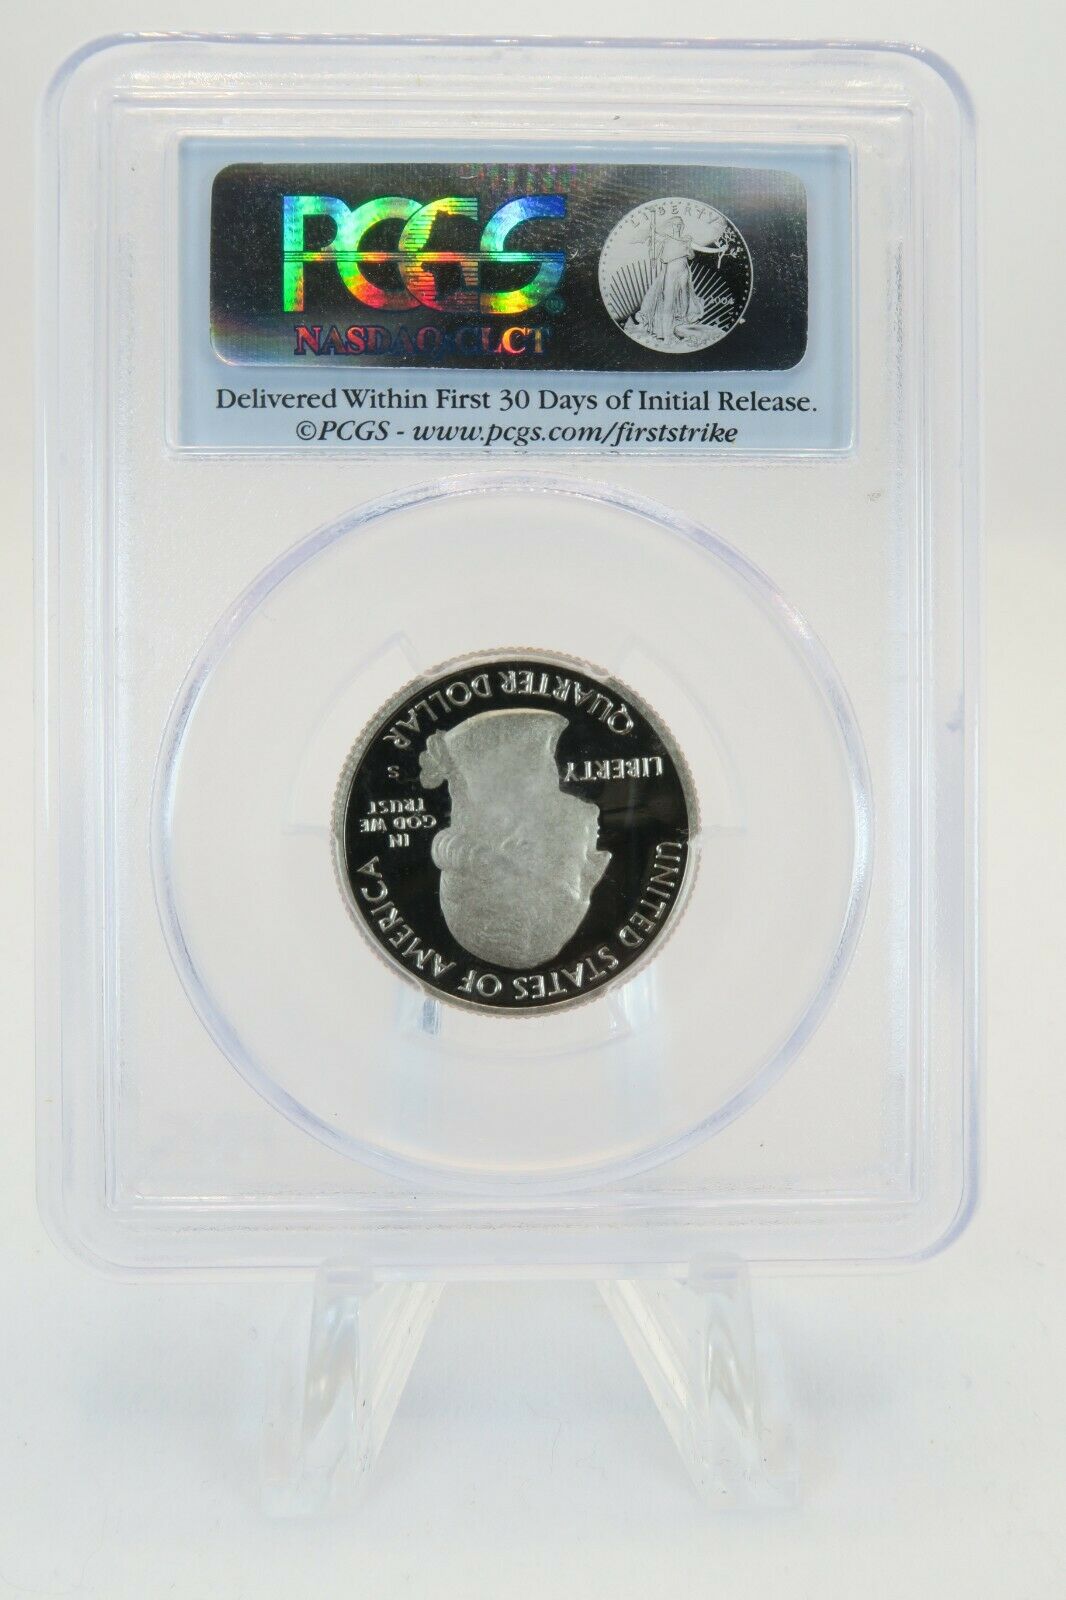 PCGS
NASDAQ:CLCT
LIBERTY
2004
Delivered Within First 30 Days of Initial Release.
©PCGS - www.pcgs.com/firststrike
UNITED STATES OF AMERICA
LIBERTY
IN
GOD WE
TRUST
S
QUARTER DOLLAR